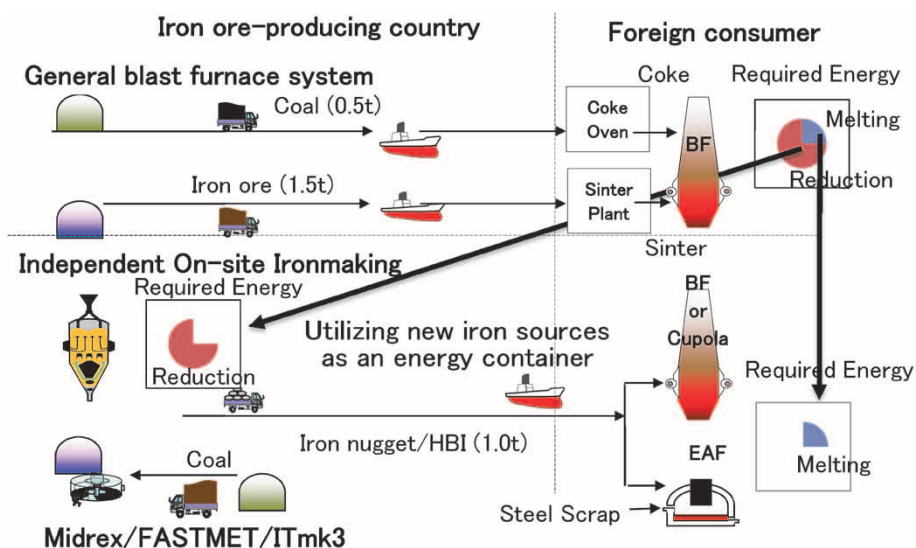 Iron ore-producing country
Foreign consumer
General blast furnace system
Coal (0.5t)
Coke
Required Energy
Coke
Oven
BF
Melting
Reduction
Iron ore (1.5t)
Sinter
Plant
Sinter
Independent On-site Ironmaking
Required Energy
Reduction
Utilizing new iron sources
as an energy container
BF
or
Cupola
Required Energy
Melting
Iron nugget/HBI (1.0t)
EAF
Steel Scrap
Coal
Midrex/FASTMET/ITmk3